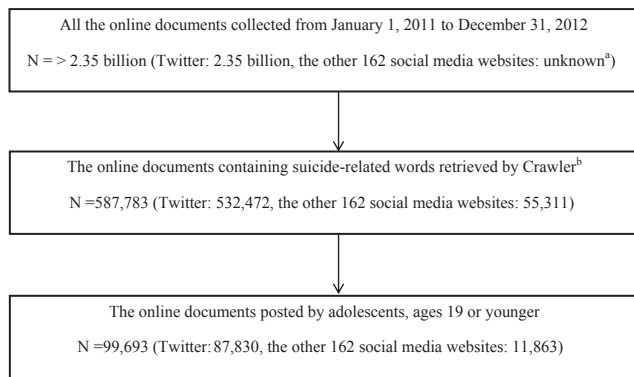 All the online documents collected from January 1, 2011 to December 31, 2012
N = > 2.35 billion (Twitter: 2.35 billion, the other 162 social media websites: unknownᵃ)
The online documents containing suicide-related words retrieved by Crawlerᵇ
N =587,783 (Twitter: 532,472, the other 162 social media websites: 55,311)
The online documents posted by adolescents, ages 19 or younger
N =99,693 (Twitter: 87,830, the other 162 social media websites: 11,863)